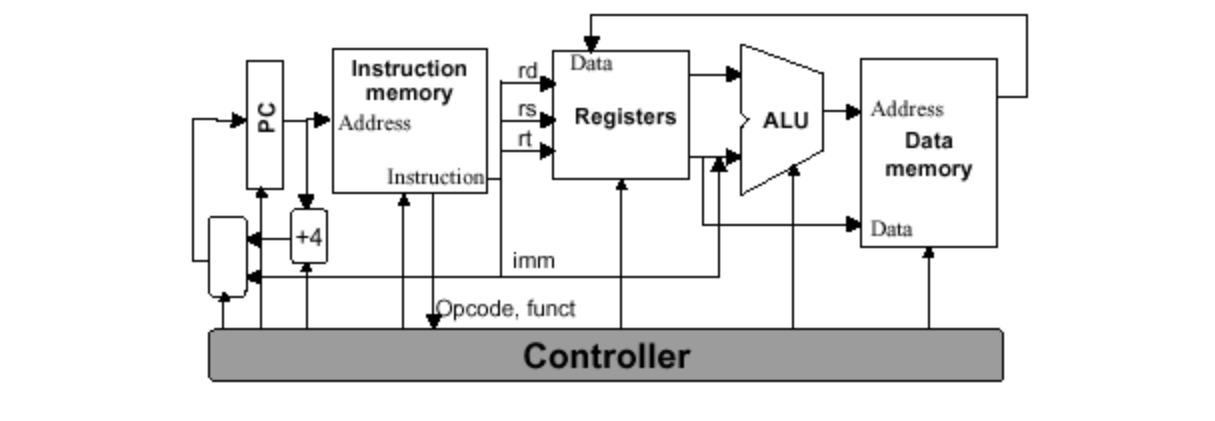 PC
Instruction
memory
Address
Instruction
rd
rs
rt
Data
Registers
ALU
Address
Data
memory
Data
+4
imm
Opcode, funct
Controller